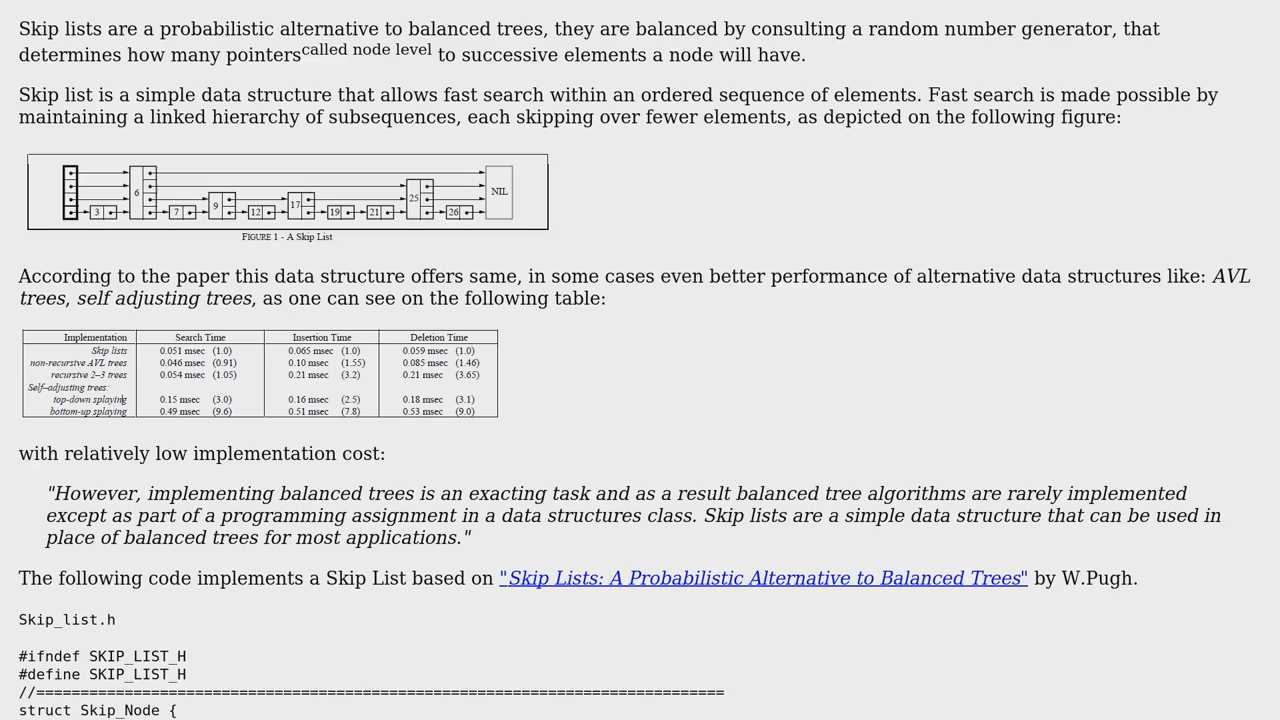 Skip lists are a probabilistic alternative to balanced trees, they are balanced by consulting a random number generator, that
determines how many pointerscalled node level to successive elements a node will have.
Skip list is a simple data structure that allows fast search within an ordered sequence of elements. Fast search is made possible by
maintaining a linked hierarchy of subsequences, each skipping over fewer elements, as depicted on the following figure:
3 6 7 9 12 17 19 21 25 26 NIL
FIGURE 1 - A Skip List
According to the paper this data structure offers same, in some cases even better performance of alternative data structures like: AVL
trees, self adjusting trees, as one can see on the following table:
Implementation Search Time Insertion Time Deletion Time
Skip lists 0.051 msec (1.0) 0.065 msec (1.0) 0.059 msec (1.0)
non-recursive AVL trees 0.046 msec (0.91) 0.10 msec (1.55) 0.085 msec (1.46)
recursive 2–3 trees 0.054 msec (1.05) 0.21 msec (3.2) 0.21 msec (3.65)
Self–adjusting trees:
top-down splaying 0.15 msec (3.0) 0.16 msec (2.5) 0.18 msec (3.1)
bottom-up splaying 0.49 msec (9.6) 0.51 msec (7.8) 0.53 msec (9.0)
with relatively low implementation cost:
"However, implementing balanced trees is an exacting task and as a result balanced tree algorithms are rarely implemented
except as part of a programming assignment in a data structures class. Skip lists are a simple data structure that can be used in
place of balanced trees for most applications."
The following code implements a Skip List based on "Skip Lists: A Probabilistic Alternative to Balanced Trees" by W.Pugh.
Skip_list.h
#ifndef SKIP_LIST_H
#define SKIP_LIST_H
//==============================================================================
struct Skip_Node {